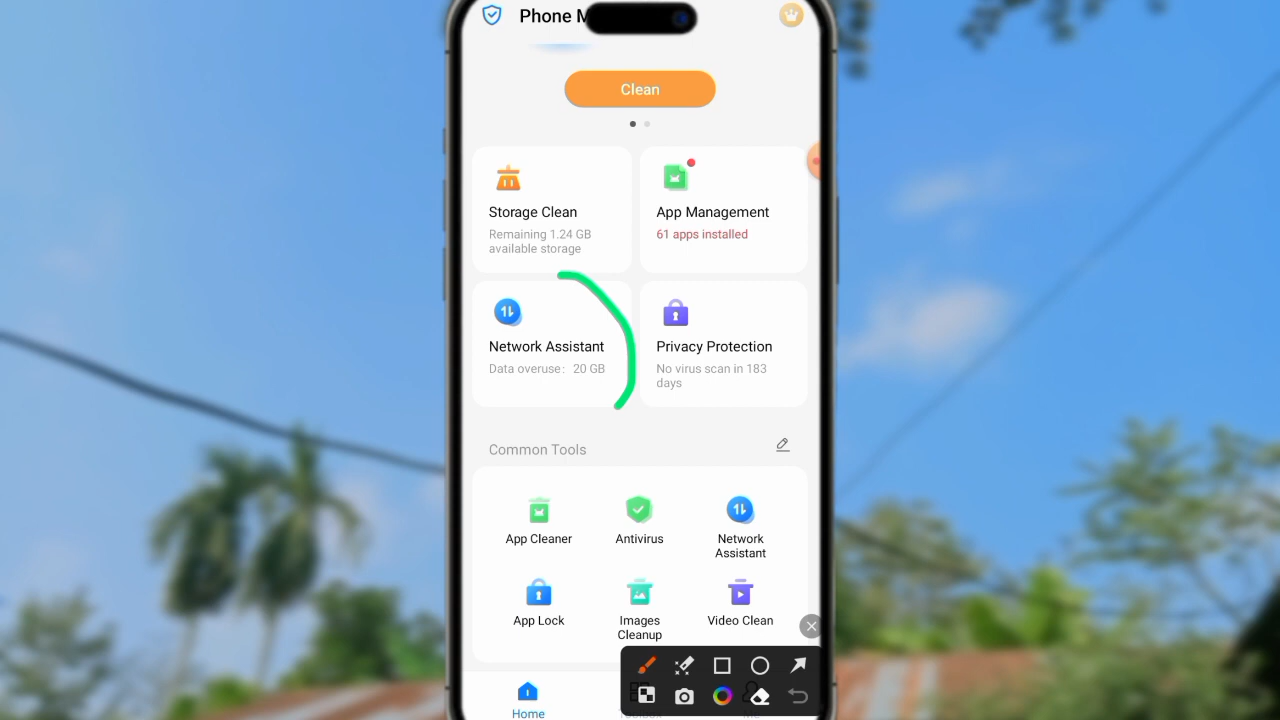 Phone M
Clean
Storage Clean
Remaining 1.24 GB
available storage
App Management
61 apps installed
Network Assistant
Data overuse: 20 GB
Privacy Protection
No virus scan in 183
days
Common Tools
App Cleaner
Antivirus
Network
Assistant
App Lock
Images
Cleanup
Video Clean
Home